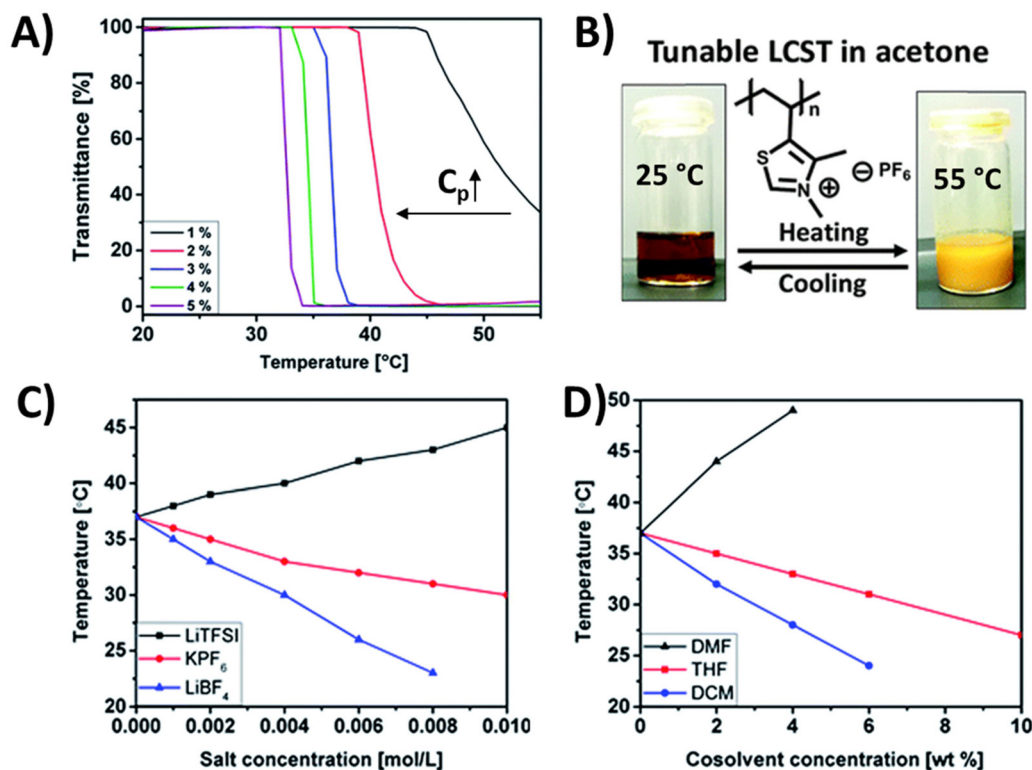 A)
Transmittance [%]
100
80
60
40
20
0
C_p↑
1 %
2 %
3 %
4 %
5 %
20
30
40
50
Temperature [°C]
B)
Tunable LCST in acetone
n
S
N
⊕
⊖ PF₆
25 °C
55 °C
Heating
Cooling
C)
Temperature [°C]
45
40
35
30
25
20
LiTFSI
KPF₆
LiBF₄
0.000
0.002
0.004
0.006
0.008
0.010
Salt concentration [mol/L]
D)
Temperature [°C]
50
45
40
35
30
25
20
DMF
THF
DCM
0
2
4
6
8
10
Cosolvent concentration [wt %]